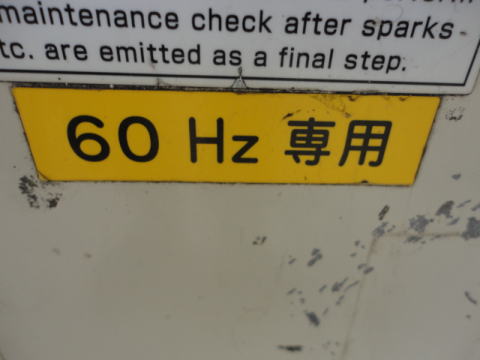 maintenance check after sparks
tc. are emitted as a final step.
60 Hz 専用